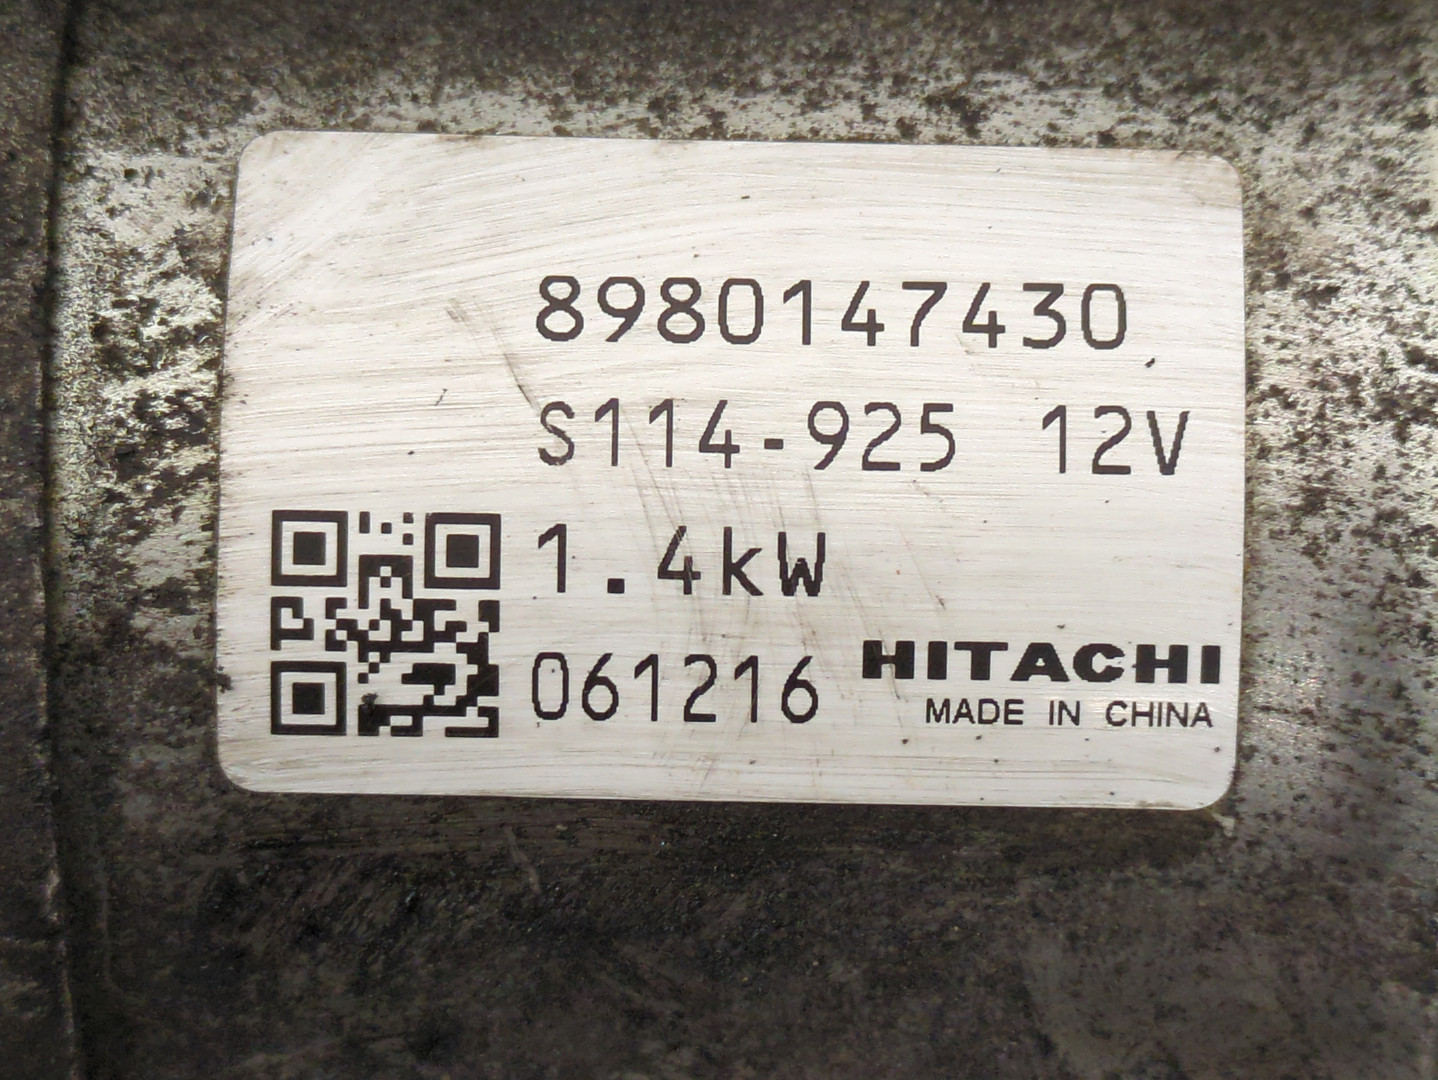 8980147430
S114-925 12V
1.4kW
061216
HITACHI
MADE IN CHINA